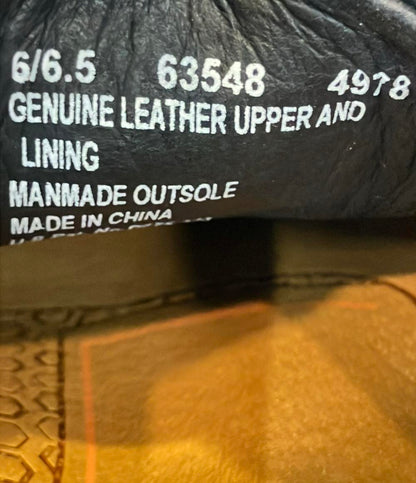 6/6.5 63548 4978
GENUINE LEATHER UPPER AND
LINING
MANMADE OUTSOLE
MADE IN CHINA